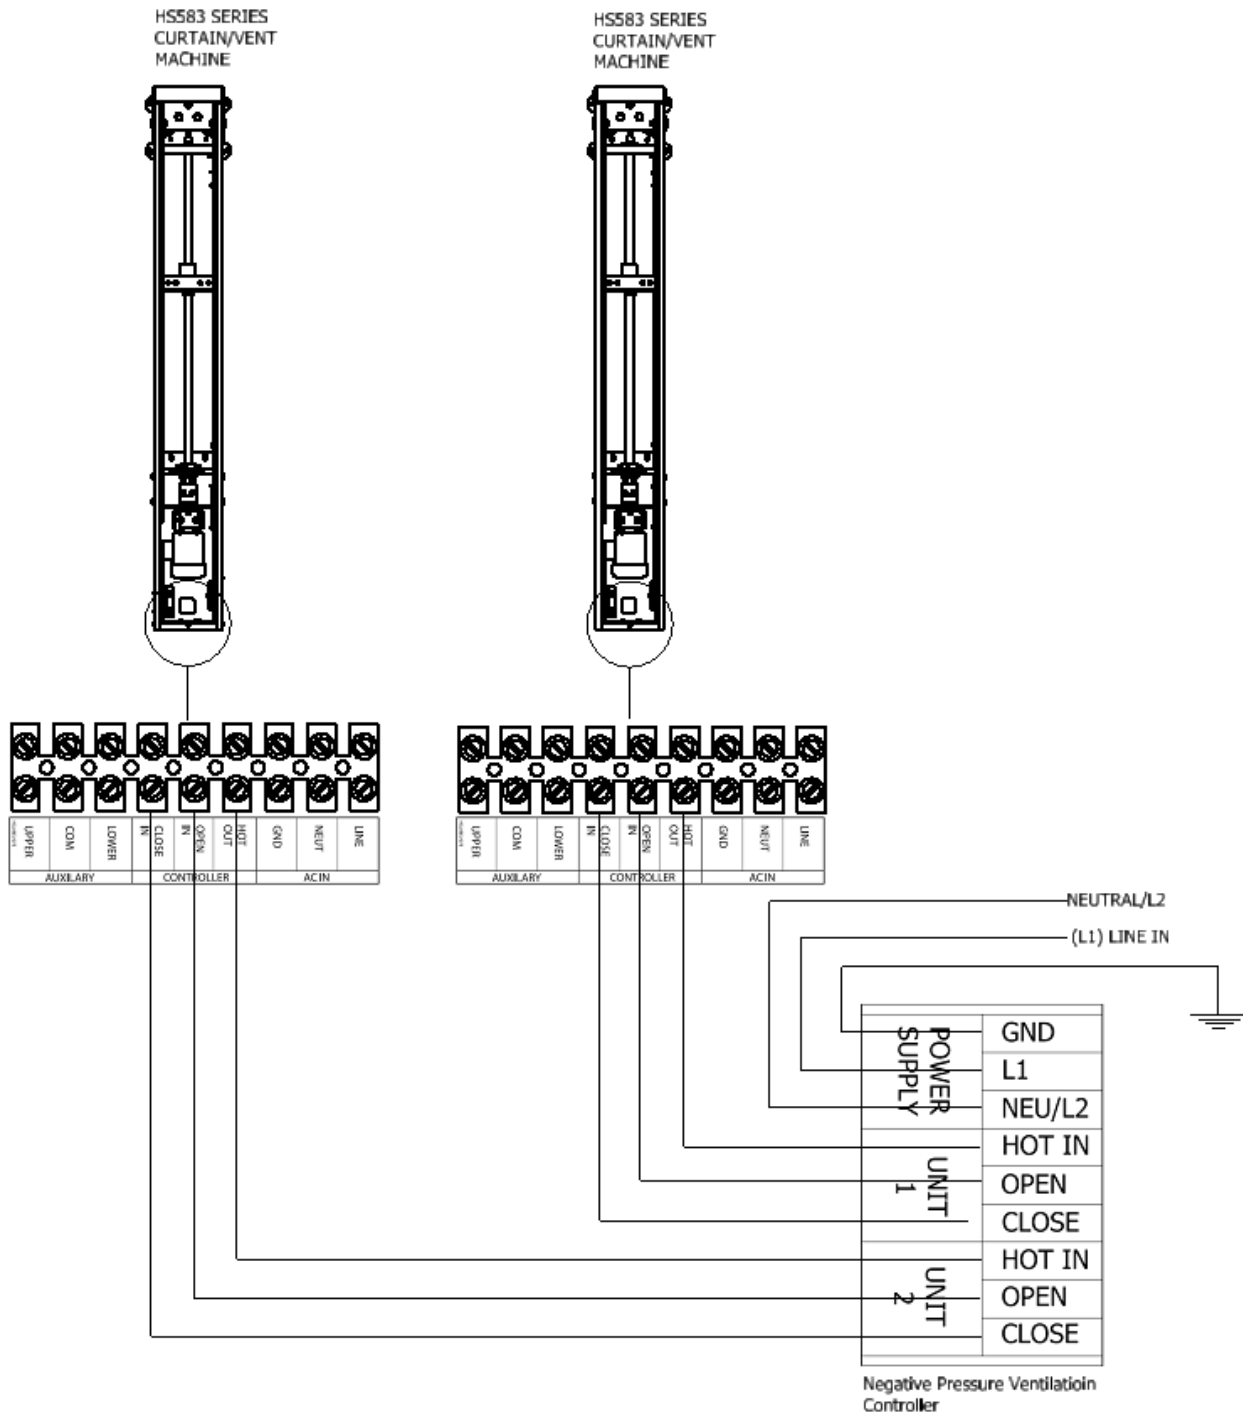 HS583 SERIES
CURTAIN/VENT
MACHINE
HS583 SERIES
CURTAIN/VENT
MACHINE
UPPER
COM
LOWER
CLOSE
IN
OPEN
IN
HOT
OUT
GND
NEUT
LINE
AUXILARY
CONTROLLER
AC IN
UPPER
COM
LOWER
CLOSE
IN
OPEN
IN
HOT
OUT
GND
NEUT
LINE
AUXILARY
CONTROLLER
AC IN
NEUTRAL/L2
(L1) LINE IN
POWER
SUPPLY
GND
L1
NEU/L2
UNIT
1
HOT IN
OPEN
CLOSE
UNIT
2
HOT IN
OPEN
CLOSE
Negative Pressure Ventilatioin
Controller